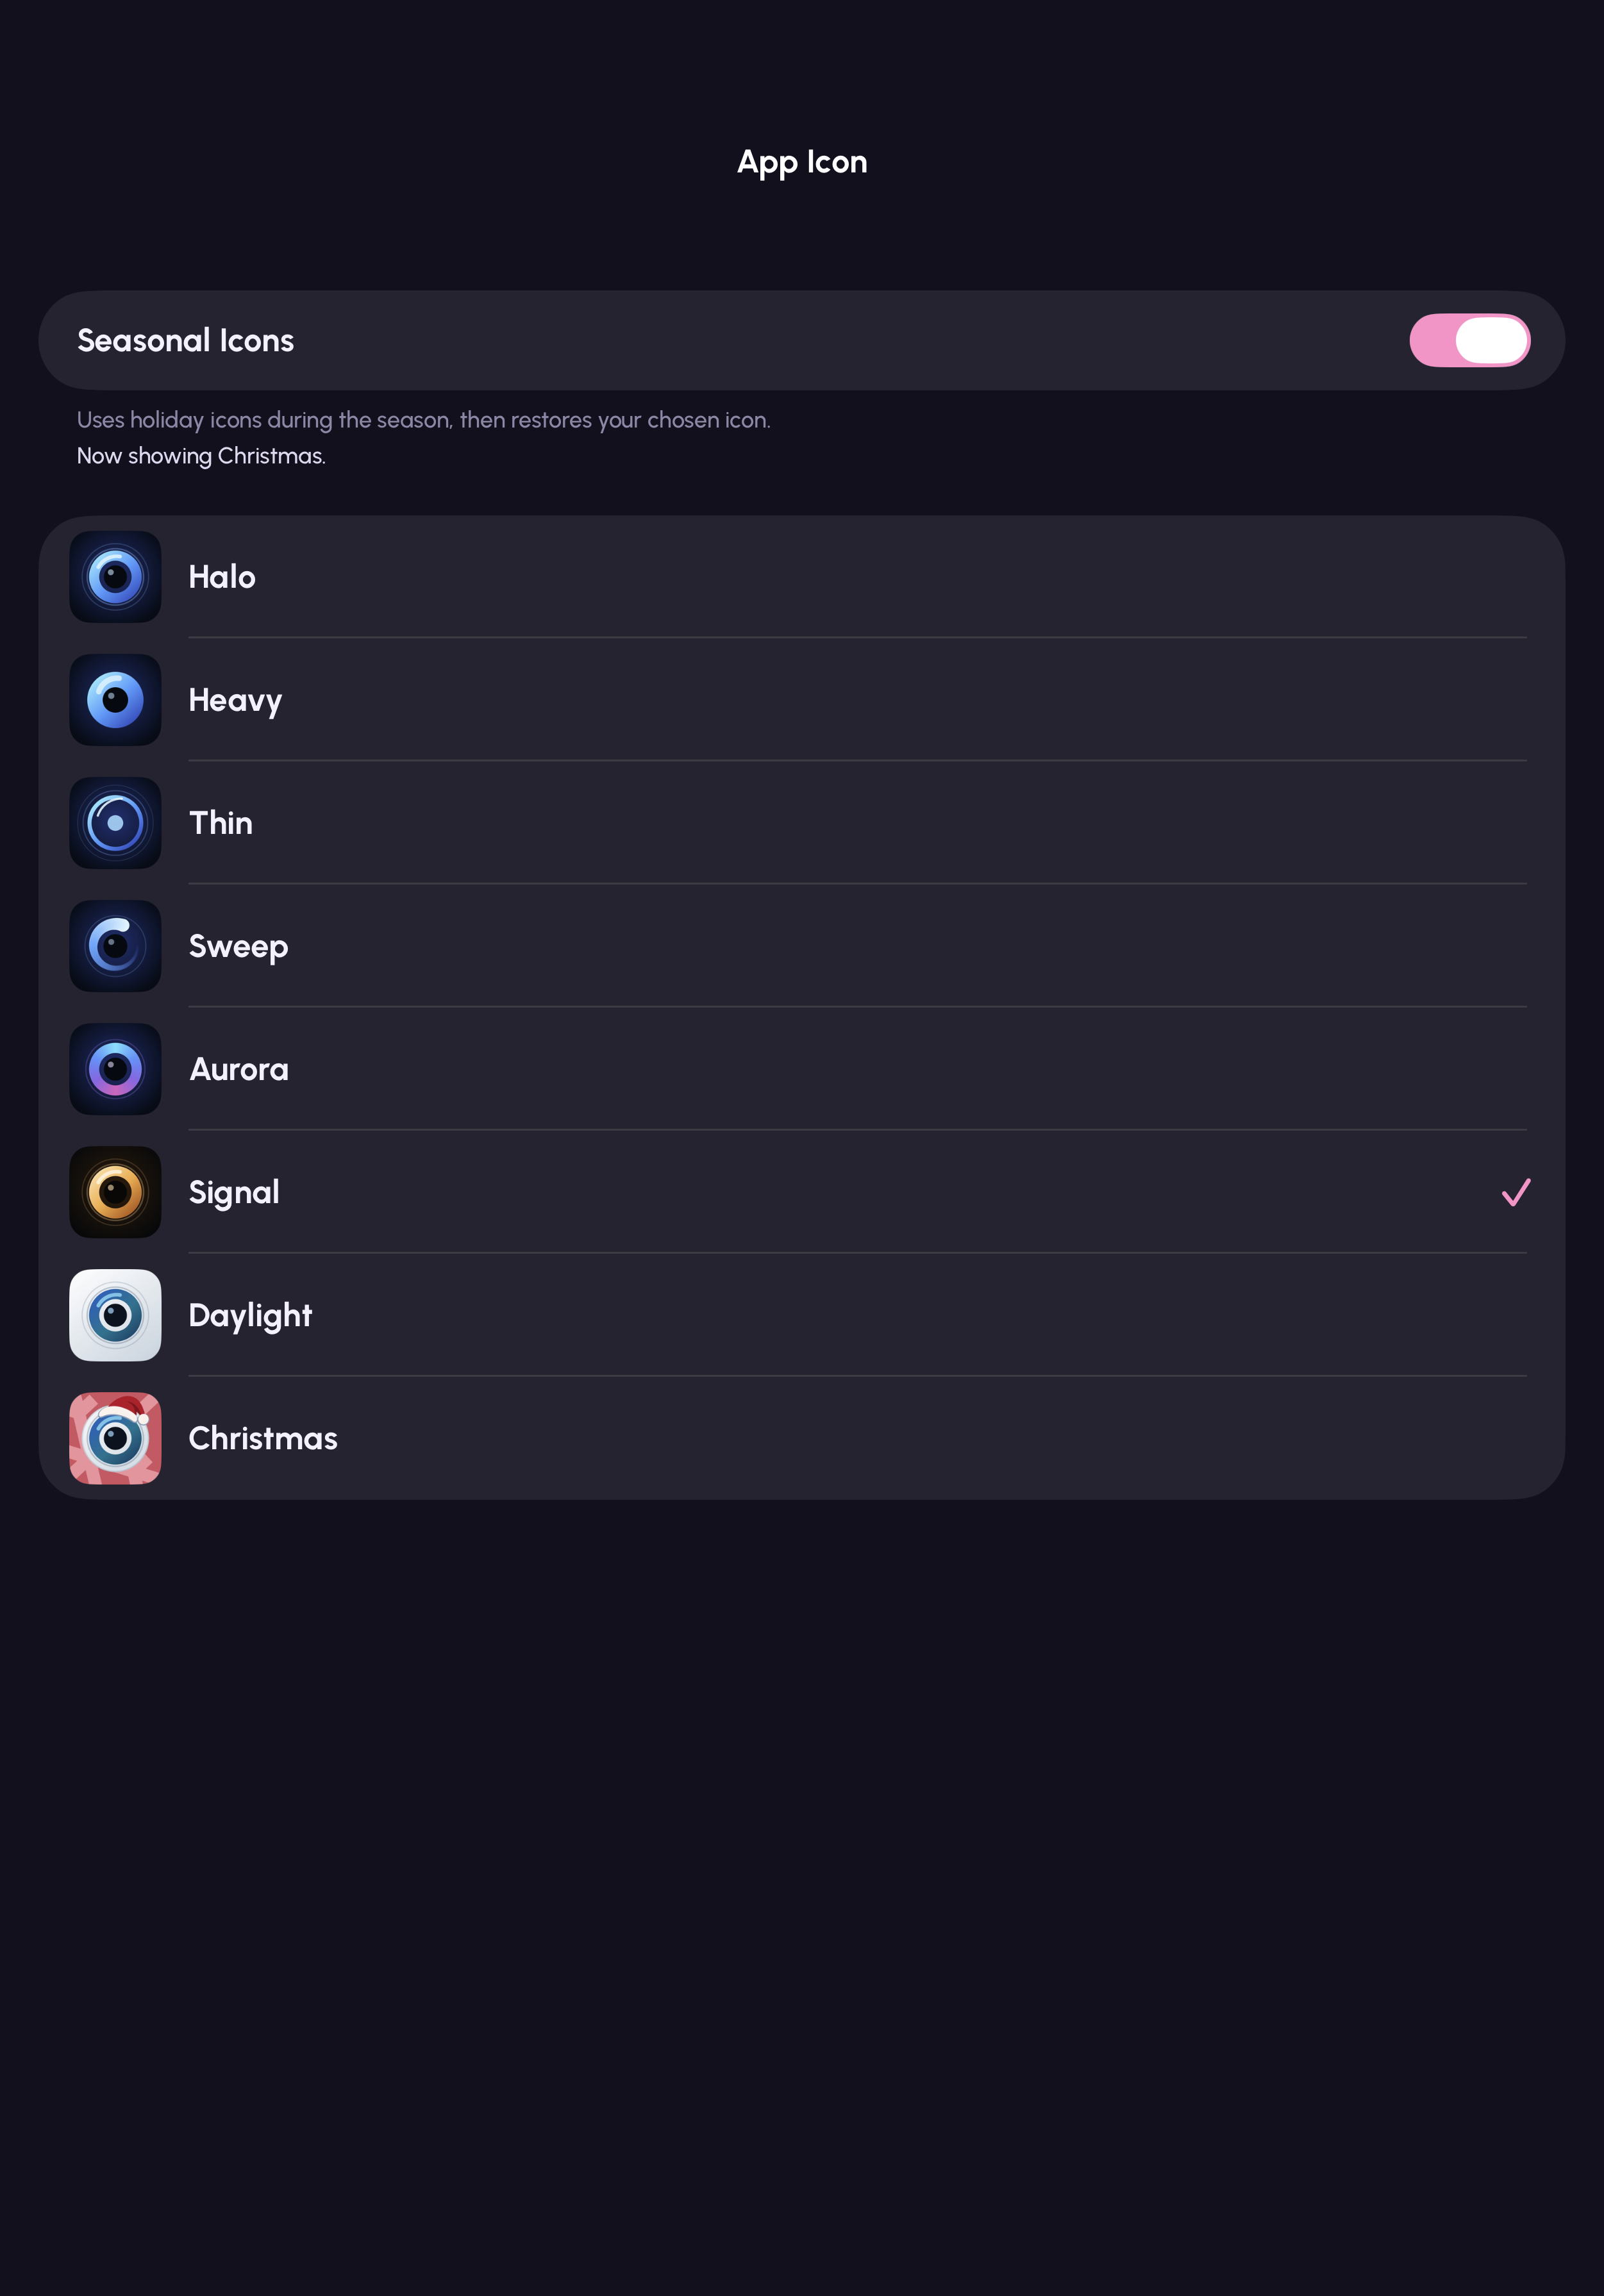 App Icon
Seasonal Icons
Uses holiday icons during the season, then restores your chosen icon.
Now showing Christmas.
Halo
Heavy
Thin
Sweep
Aurora
Signal
Daylight
Christmas